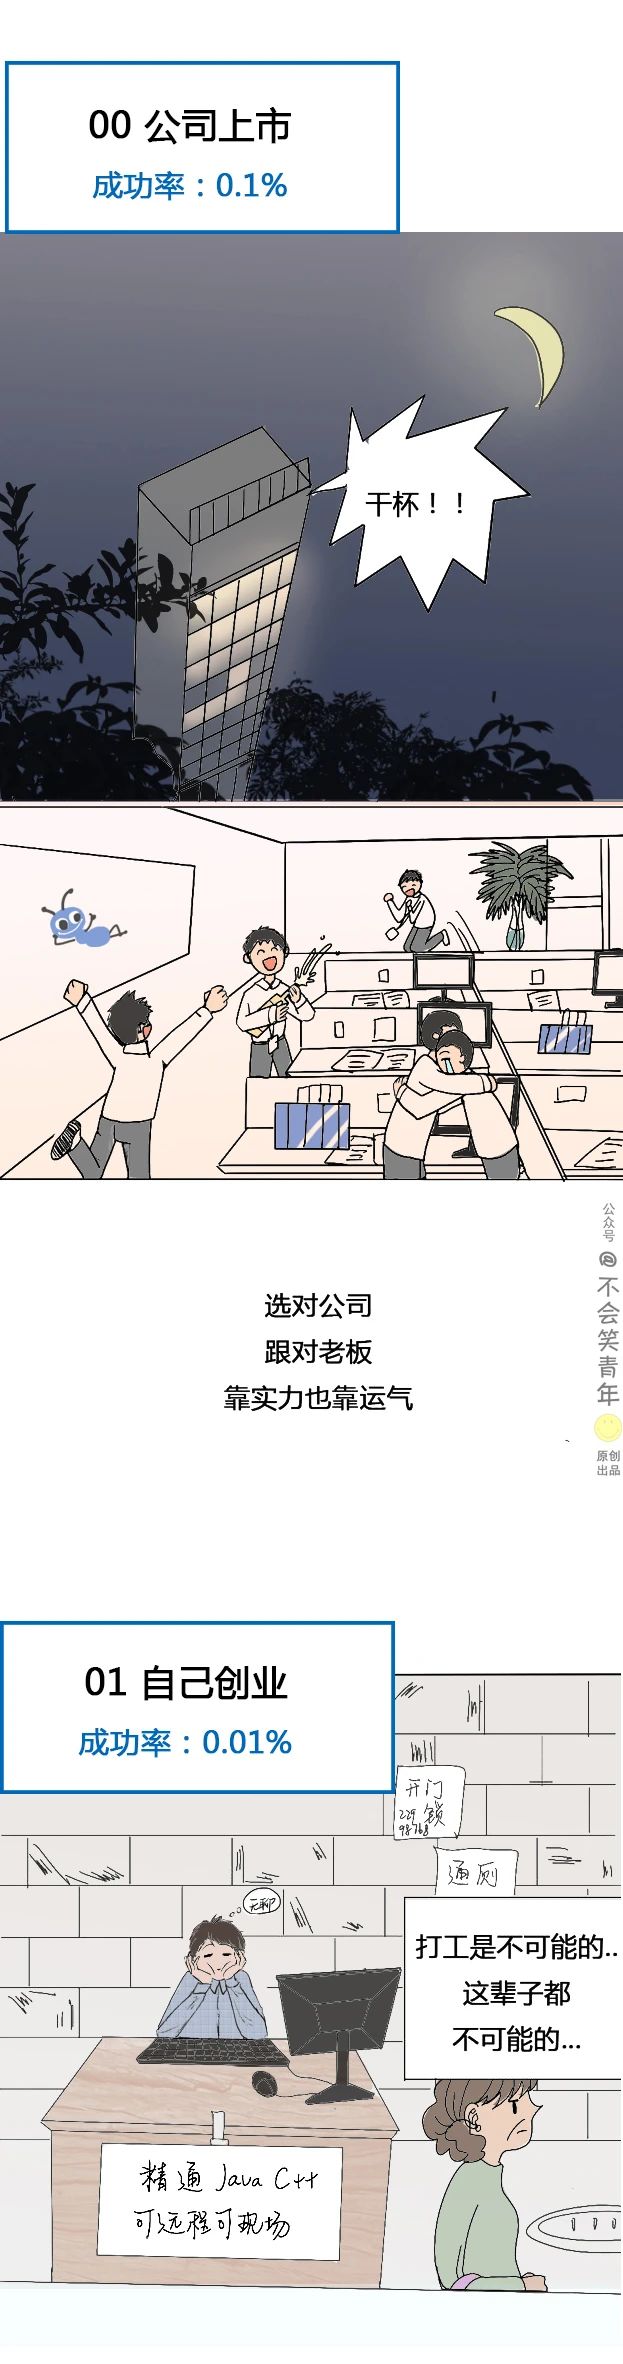 00 公司上市
成功率：0.1%
干杯！！
选对公司
跟对老板
靠实力也靠运气
公众号
@不会笑青年
原创
出品
01 自己创业
成功率：0.01%
开门
229 锁
98768
通厕
无聊
打工是不可能的..
这辈子都
不可能的...
精通 Java C++
可远程可现场